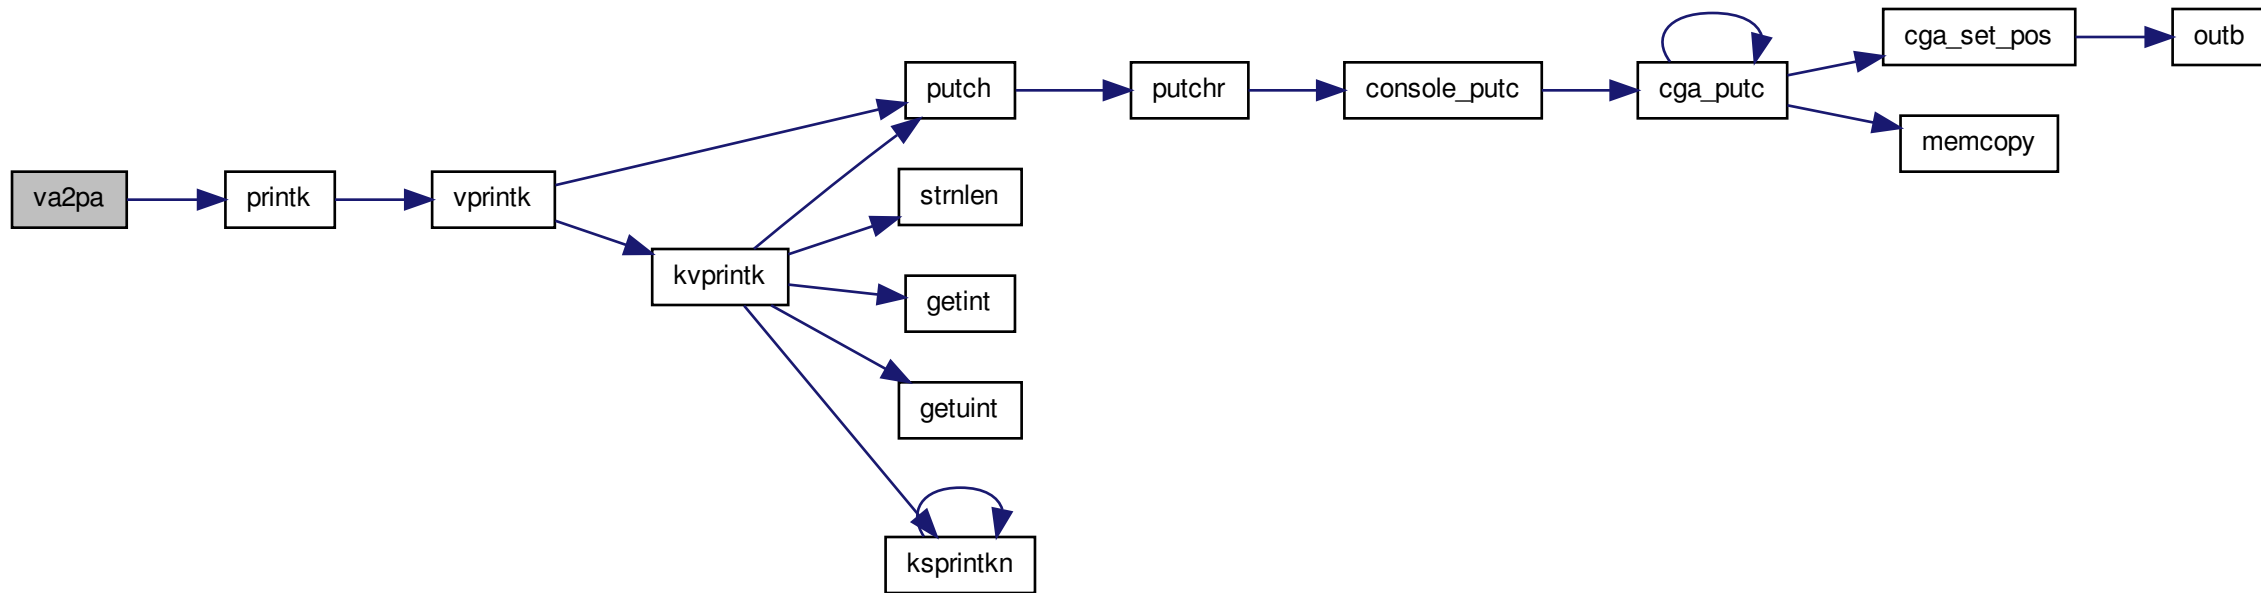 va2pa
printk
vprintk
kvprintk
putch
strnlen
getint
getuint
ksprintkn
putchr
console_putc
cga_putc
cga_set_pos
memcopy
outb